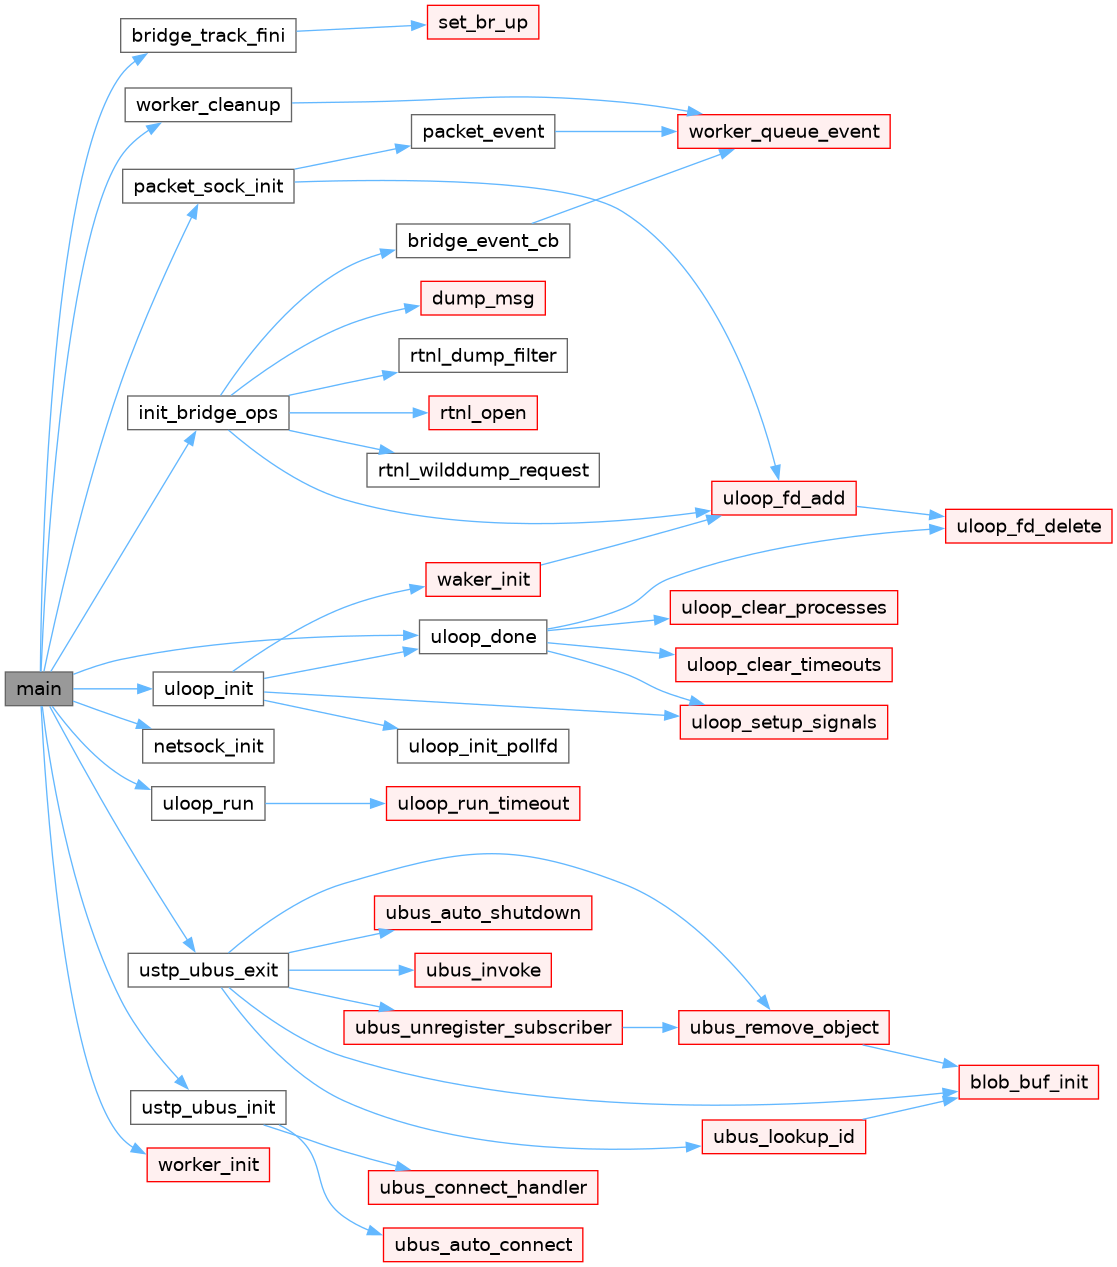 bridge_track_fini
set_br_up
worker_cleanup
packet_event
worker_queue_event
packet_sock_init
bridge_event_cb
dump_msg
rtnl_dump_filter
init_bridge_ops
rtnl_open
rtnl_wilddump_request
uloop_fd_add
uloop_fd_delete
waker_init
uloop_clear_processes
uloop_done
uloop_clear_timeouts
main
uloop_init
uloop_setup_signals
netsock_init
uloop_init_pollfd
uloop_run
uloop_run_timeout
ubus_auto_shutdown
ustp_ubus_exit
ubus_invoke
ubus_unregister_subscriber
ubus_remove_object
blob_buf_init
ustp_ubus_init
ubus_lookup_id
worker_init
ubus_connect_handler
ubus_auto_connect